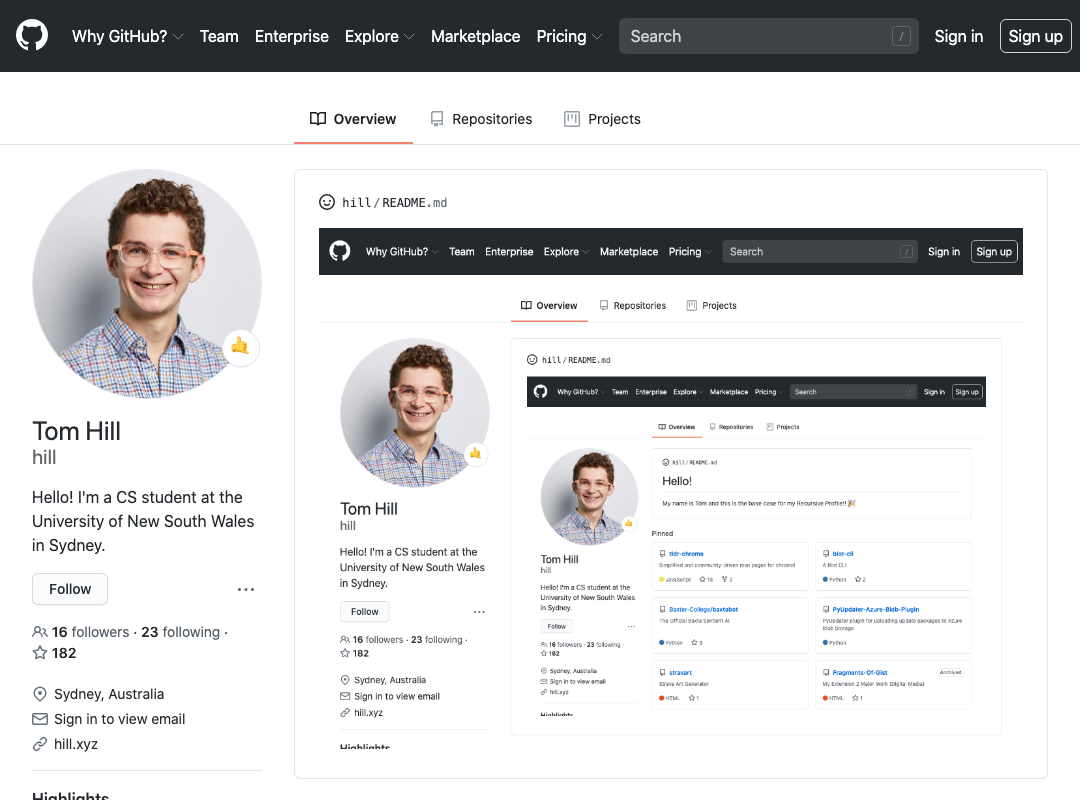 Why GitHub? Team Enterprise Explore Marketplace Pricing Search / Sign in Sign up
Overview Repositories Projects
hill/README.md
Tom Hill
hill
Hello! I'm a CS student at the
University of New South Wales
in Sydney.
Follow ...
16 followers · 23 following ·
182
Sydney, Australia
Sign in to view email
hill.xyz
Highlights
Why GitHub? Team Enterprise Explore Marketplace Pricing Search / Sign in Sign up
Overview Repositories Projects
hill/README.md
Tom Hill
hill
Hello! I'm a CS student at the
University of New South Wales
in Sydney.
Follow ...
16 followers · 23 following ·
182
Sydney, Australia
Sign in to view email
hill.xyz
Highlights
Why GitHub? Team Enterprise Explore Marketplace Pricing Search Sign in Sign up
Overview Repositories Projects
hill/README.md
Hello!
My name is Tom and this is the base case for my Recursive Profile!! 🎉
Tom Hill
hill
Hello! I'm a CS student at the
University of New South Wales
in Sydney.
Follow ...
16 followers · 23 following ·
182
Sydney, Australia
Sign in to view email
hill.xyz
Highlights
Pinned
tldr-chrome
Simplified and community-driven man pages for chrome!
JavaScript 13 2
blot-cli
A Blot CLI
Python 2
Baxter-College/baxtabot
The Official Baxta Sentient AI.
Python 3
PyUpdater-Azure-Blob-Plugin
PyUpdater plugin for uploading update packages to Azure
Blob Storage
Python
stravart
Strava Art Generator
HTML 1
Fragments-Of-Gist Archived
My Extension 2 Major Work (Digital Media)
HTML 1